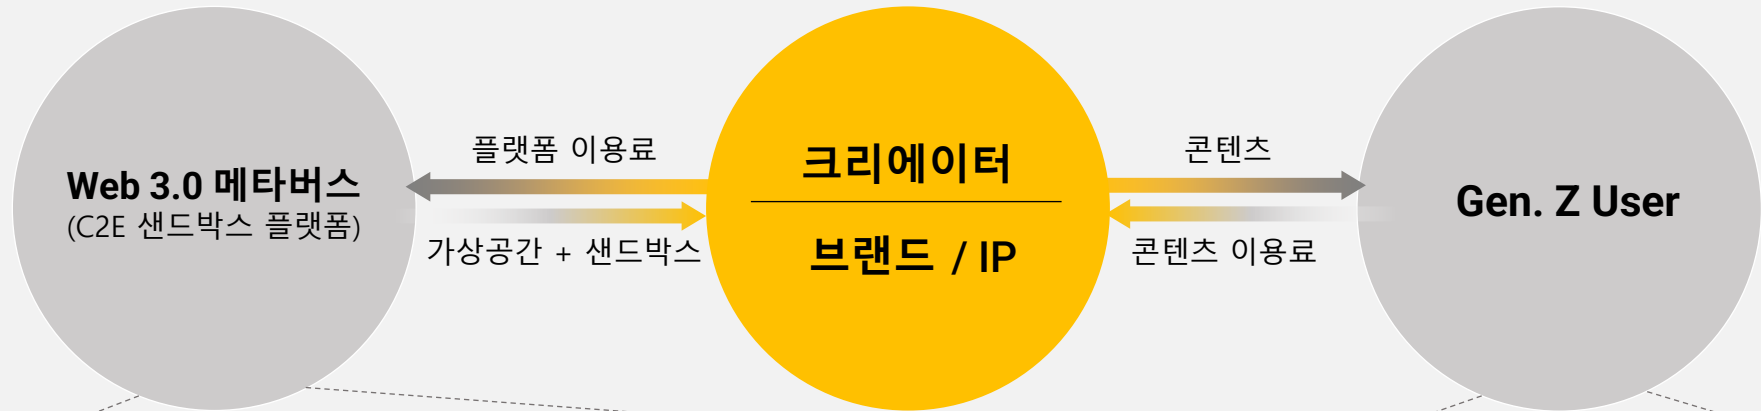 Web 3.0 메타버스
(C2E 샌드박스 플랫폼)
플랫폼 이용료
가상공간 + 샌드박스
크리에이터
브랜드 / IP
콘텐츠
콘텐츠 이용료
Gen. Z User